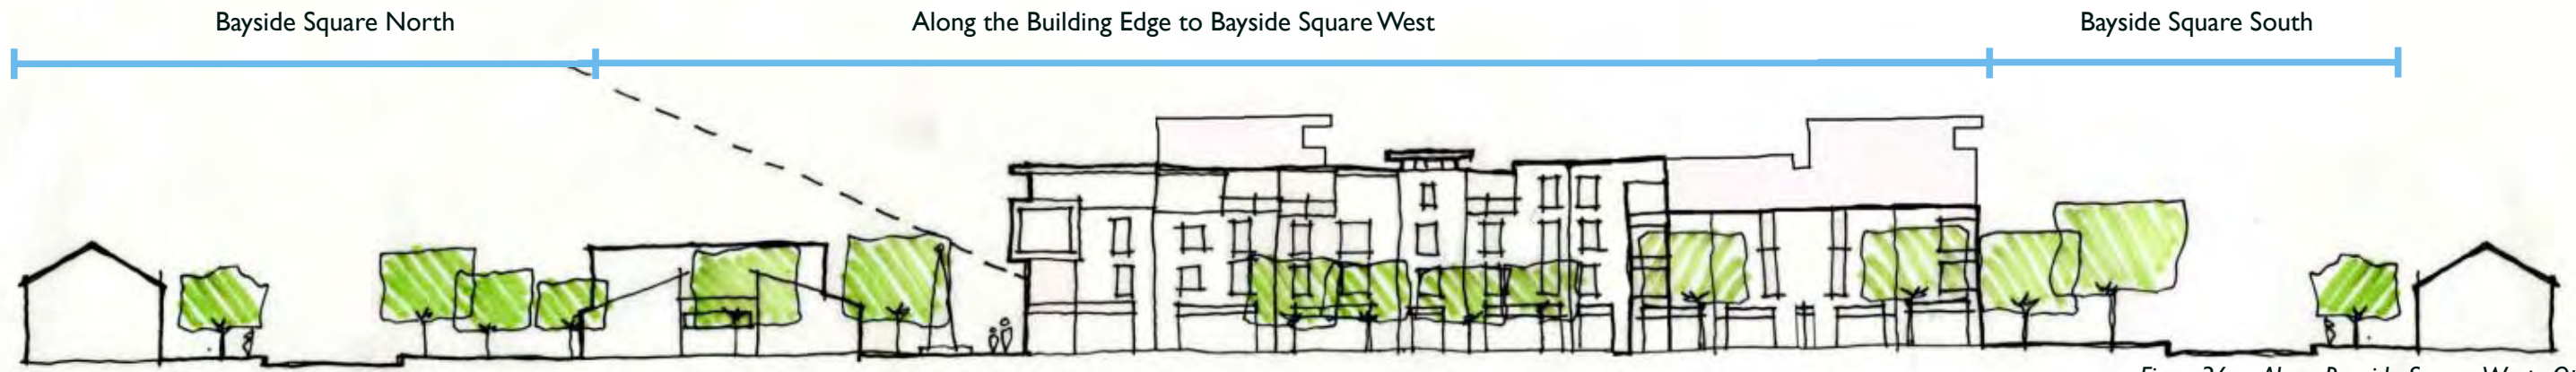 Bayside Square North
Along the Building Edge to Bayside Square West
Bayside Square South